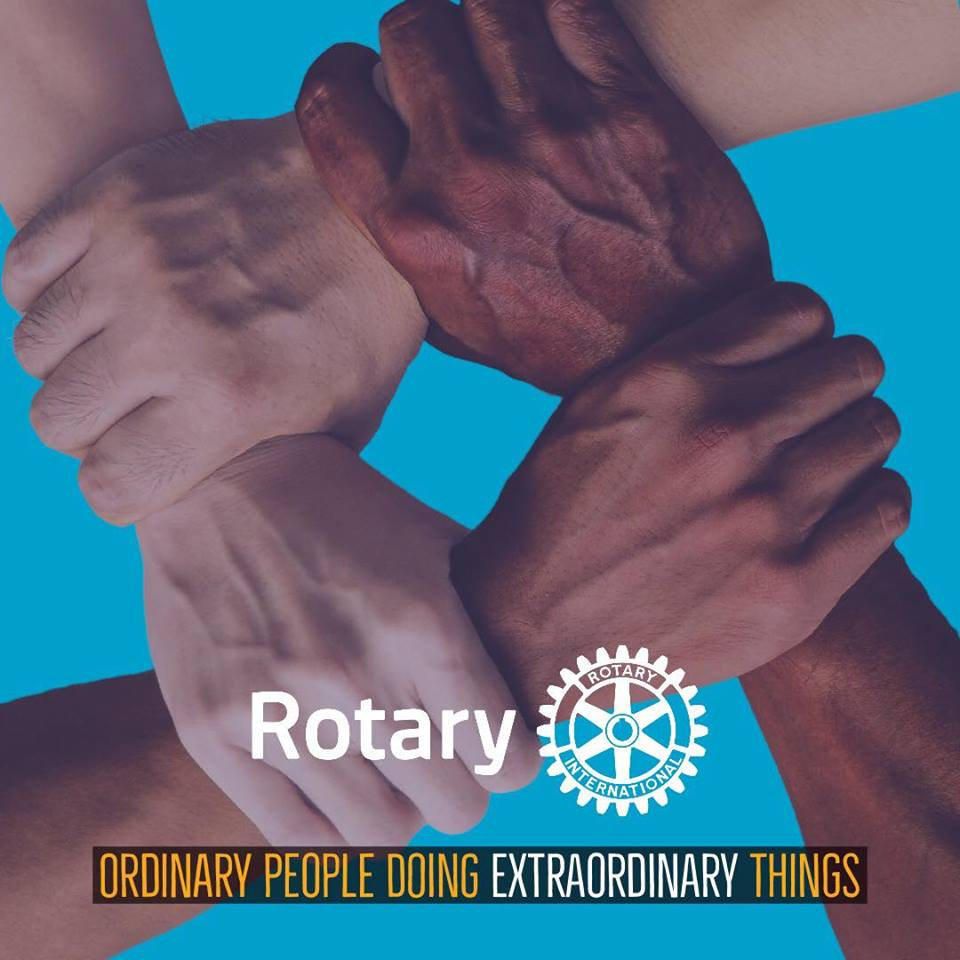 Rotary
ROTARY
INTERNATIONAL
ORDINARY PEOPLE DOING EXTRAORDINARY THINGS